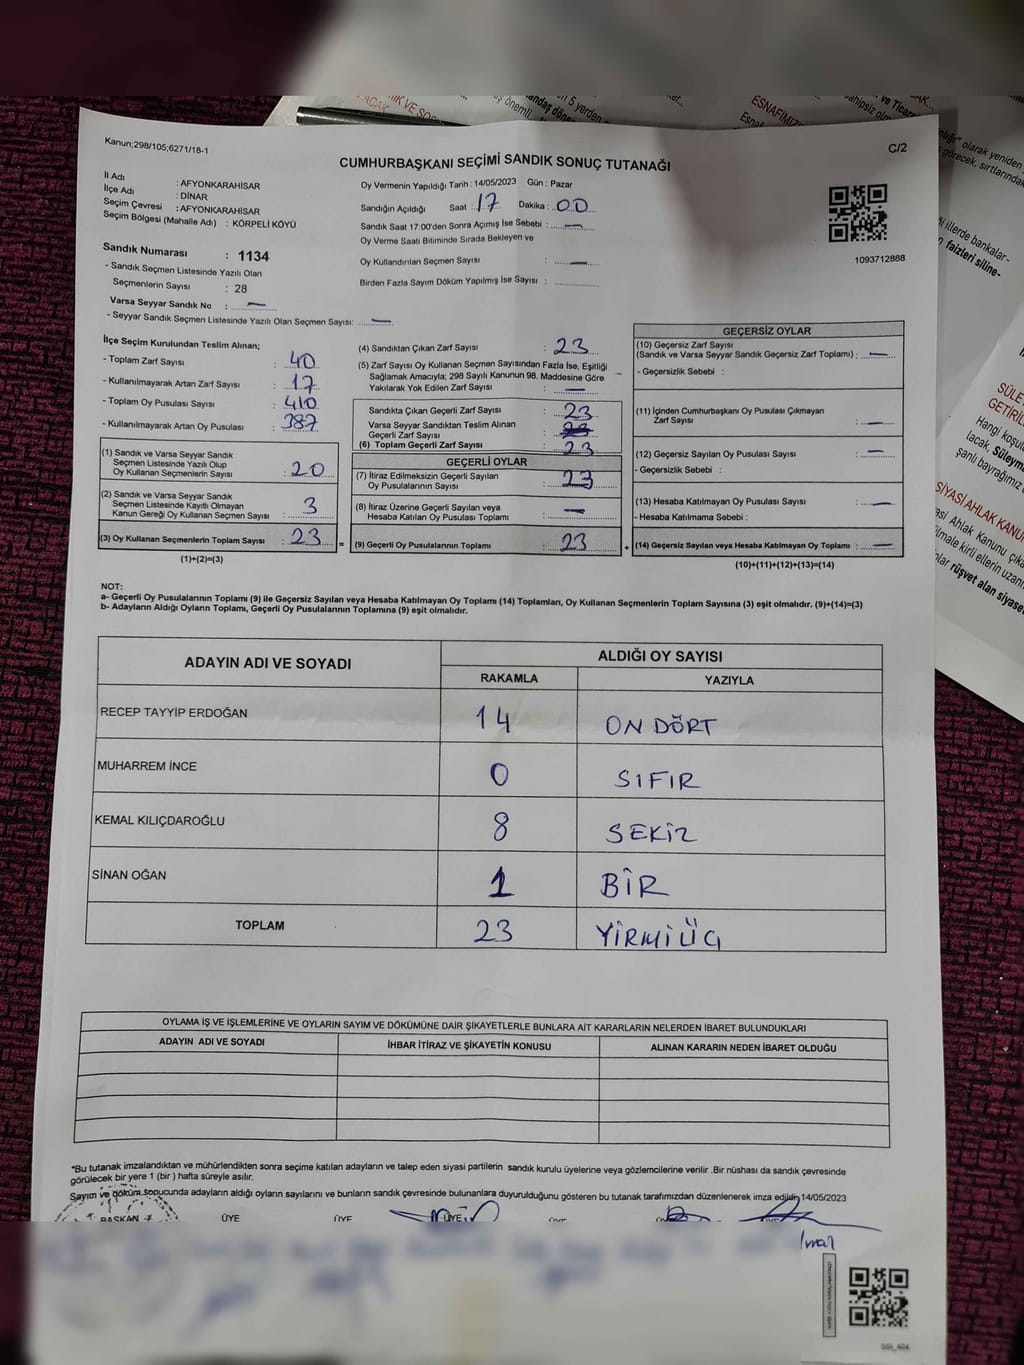 Kanun;298/105;6271/18-1
C/2
CUMHURBAŞKANI SEÇİMİ SANDIK SONUÇ TUTANAĞI
İl Adı : AFYONKARAHİSAR
İlçe Adı : DİNAR
Seçim Çevresi : AFYONKARAHİSAR
Seçim Bölgesi (Mahalle Adı) : KÖRPELİ KÖYÜ
Sandık Numarası : 1134
- Sandık Seçmen Listesinde Yazılı Olan
Seçmenlerin Sayısı : 28
Varsa Seyyar Sandık No : —
- Seyyar Sandık Seçmen Listesinde Yazılı Olan Seçmen Sayısı: —
Oy Vermenin Yapıldığı Tarih : 14/05/2023 Gün : Pazar
Sandığın Açıldığı Saat : 17 Dakika : 00
Sandık Saat 17:00'den Sonra Açımış İse Sebebi : —
Oy Verme Saati Bitiminde Sırada Bekleyen ve
Oy Kullandırılan Seçmen Sayısı : —
Birden Fazla Sayım Döküm Yapılmış İse Sayısı :
1093712888
İlçe Seçim Kurulundan Teslim Alınan;
- Toplam Zarf Sayısı : 40
- Kullanılmayarak Artan Zarf Sayısı : 17
- Toplam Oy Pusulası Sayısı : 410
- Kullanılmayarak Artan Oy Pusulası : 387
(1) Sandık ve Varsa Seyyar Sandık
Seçmen Listesinde Yazılı Olup
Oy Kullanan Seçmenlerin Sayısı : 20
(2) Sandık ve Varsa Seyyar Sandık
Seçmen Listesinde Kayıtlı Olmayan
Kanun Gereği Oy Kullanan Seçmen Sayısı : 3
(3) Oy Kullanan Seçmenlerin Toplam Sayısı : 23
(1)+(2)=(3)
=
(4) Sandıktan Çıkan Zarf Sayısı : 23
(5) Zarf Sayısı Oy Kullanan Seçmen Sayısından Fazla İse, Eşitliği
Sağlamak Amacıyla; 298 Sayılı Kanunun 98. Maddesine Göre
Yakılarak Yok Edilen Zarf Sayısı : —
Sandıkta Çıkan Geçerli Zarf Sayısı : 23
Varsa Seyyar Sandıktan Teslim Alınan
Geçerli Zarf Sayısı :
(6) Toplam Geçerli Zarf Sayısı : 23
GEÇERLİ OYLAR
(7) İtiraz Edilmeksizin Geçerli Sayılan
Oy Pusulalarının Sayısı : 23
(8) İtiraz Üzerine Geçerli Sayılan veya
Hesaba Katılan Oy Pusulası Toplamı : —
(9) Geçerli Oy Pusulalarının Toplamı : 23
+
GEÇERSİZ OYLAR
(10) Geçersiz Zarf Sayısı
(Sandık ve Varsa Seyyar Sandık Geçersiz Zarf Toplamı) : —
- Geçersizlik Sebebi :
(11) İçinden Cumhurbaşkanı Oy Pusulası Çıkmayan
Zarf Sayısı : —
(12) Geçersiz Sayılan Oy Pusulası Sayısı : —
- Geçersizlik Sebebi :
(13) Hesaba Katılmayan Oy Pusulası Sayısı : —
- Hesaba Katılmama Sebebi :
(14) Geçersiz Sayılan veya Hesaba Katılmayan Oy Toplamı : —
(10)+(11)+(12)+(13)=(14)
NOT:
a- Geçerli Oy Pusulalarının Toplamı (9) ile Geçersiz Sayılan veya Hesaba Katılmayan Oy Toplamı (14) Toplamları, Oy Kullanan Seçmenlerin Toplam Sayısına (3) eşit olmalıdır. (9)+(14)=(3)
b- Adayların Aldığı Oyların Toplamı, Geçerli Oy Pusulalarının Toplamına (9) eşit olmalıdır.
ADAYIN ADI VE SOYADI ALDIĞI OY SAYISI
RAKAMLA YAZIYLA
RECEP TAYYİP ERDOĞAN 14 ON DÖRT
MUHARREM İNCE 0 SIFIR
KEMAL KILIÇDAROĞLU 8 SEKİZ
SİNAN OĞAN 1 BİR
TOPLAM 23 YİRMİ ÜÇ
OYLAMA İŞ VE İŞLEMLERİNE VE OYLARIN SAYIM VE DÖKÜMÜNE DAİR ŞİKAYETLERLE BUNLARA AİT KARARLARIN NELERDEN İBARET BULUNDUKLARI
ADAYIN ADI VE SOYADI İHBAR İTİRAZ VE ŞİKAYETİN KONUSU ALINAN KARARIN NEDEN İBARET OLDUĞU
*Bu tutanak imzalandıktan ve mühürlendikten sonra seçime katılan adayların ve talep eden siyasi partilerin sandık kurulu üyelerine veya gözlemcilerine verilir .Bir nüshası da sandık çevresinde
görülecek bir yere 1 (bir ) hafta süreyle asılır.
Sayım ve döküm sonucunda adayların aldığı oyların sayılarını ve bunların sandık çevresinde bulunanlara duyurulduğunu gösteren bu tutanak tarafımızdan düzenlenerek imza edildi. 14/05/2023
BAŞKAN ÜYE ÜYE ÜYE